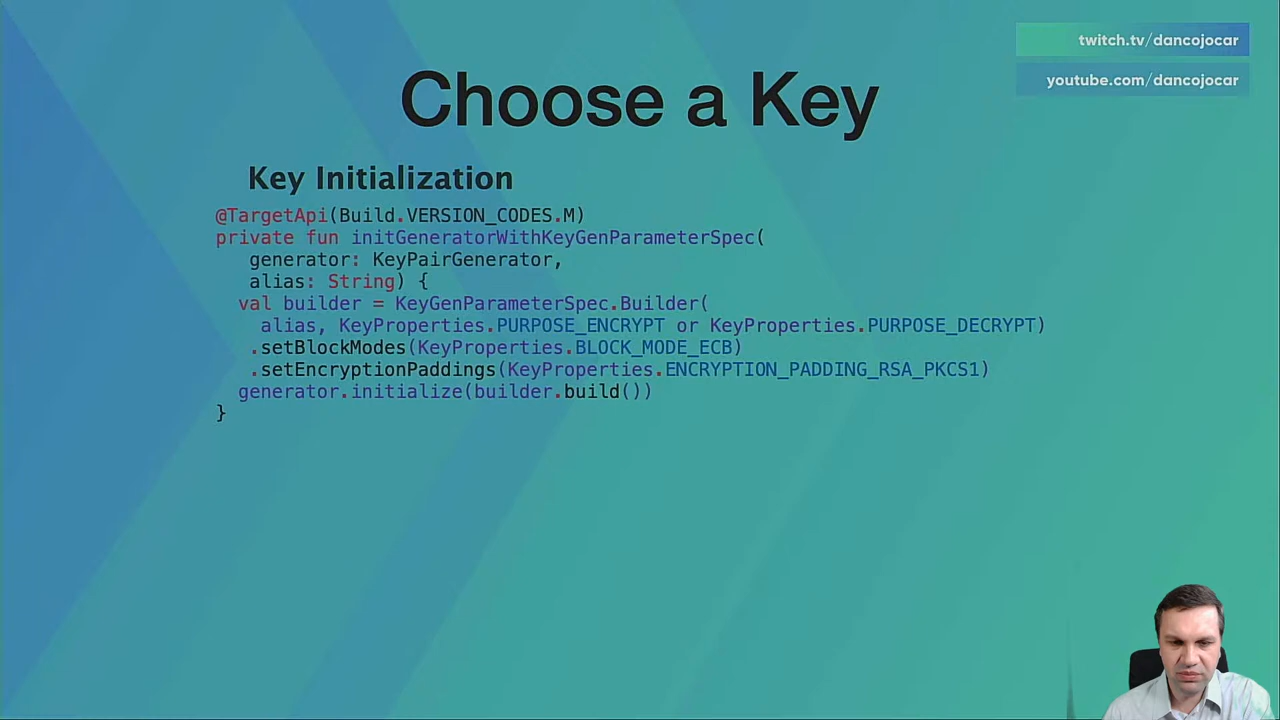 twitch.tv/dancojocar
youtube.com/dancojocar
Choose a Key
Key Initialization
@TargetApi(Build.VERSION_CODES.M)
private fun initGeneratorWithKeyGenParameterSpec(
    generator: KeyPairGenerator,
    alias: String) {
  val builder = KeyGenParameterSpec.Builder(
    alias, KeyProperties.PURPOSE_ENCRYPT or KeyProperties.PURPOSE_DECRYPT)
   .setBlockModes(KeyProperties.BLOCK_MODE_ECB)
   .setEncryptionPaddings(KeyProperties.ENCRYPTION_PADDING_RSA_PKCS1)
  generator.initialize(builder.build())
}